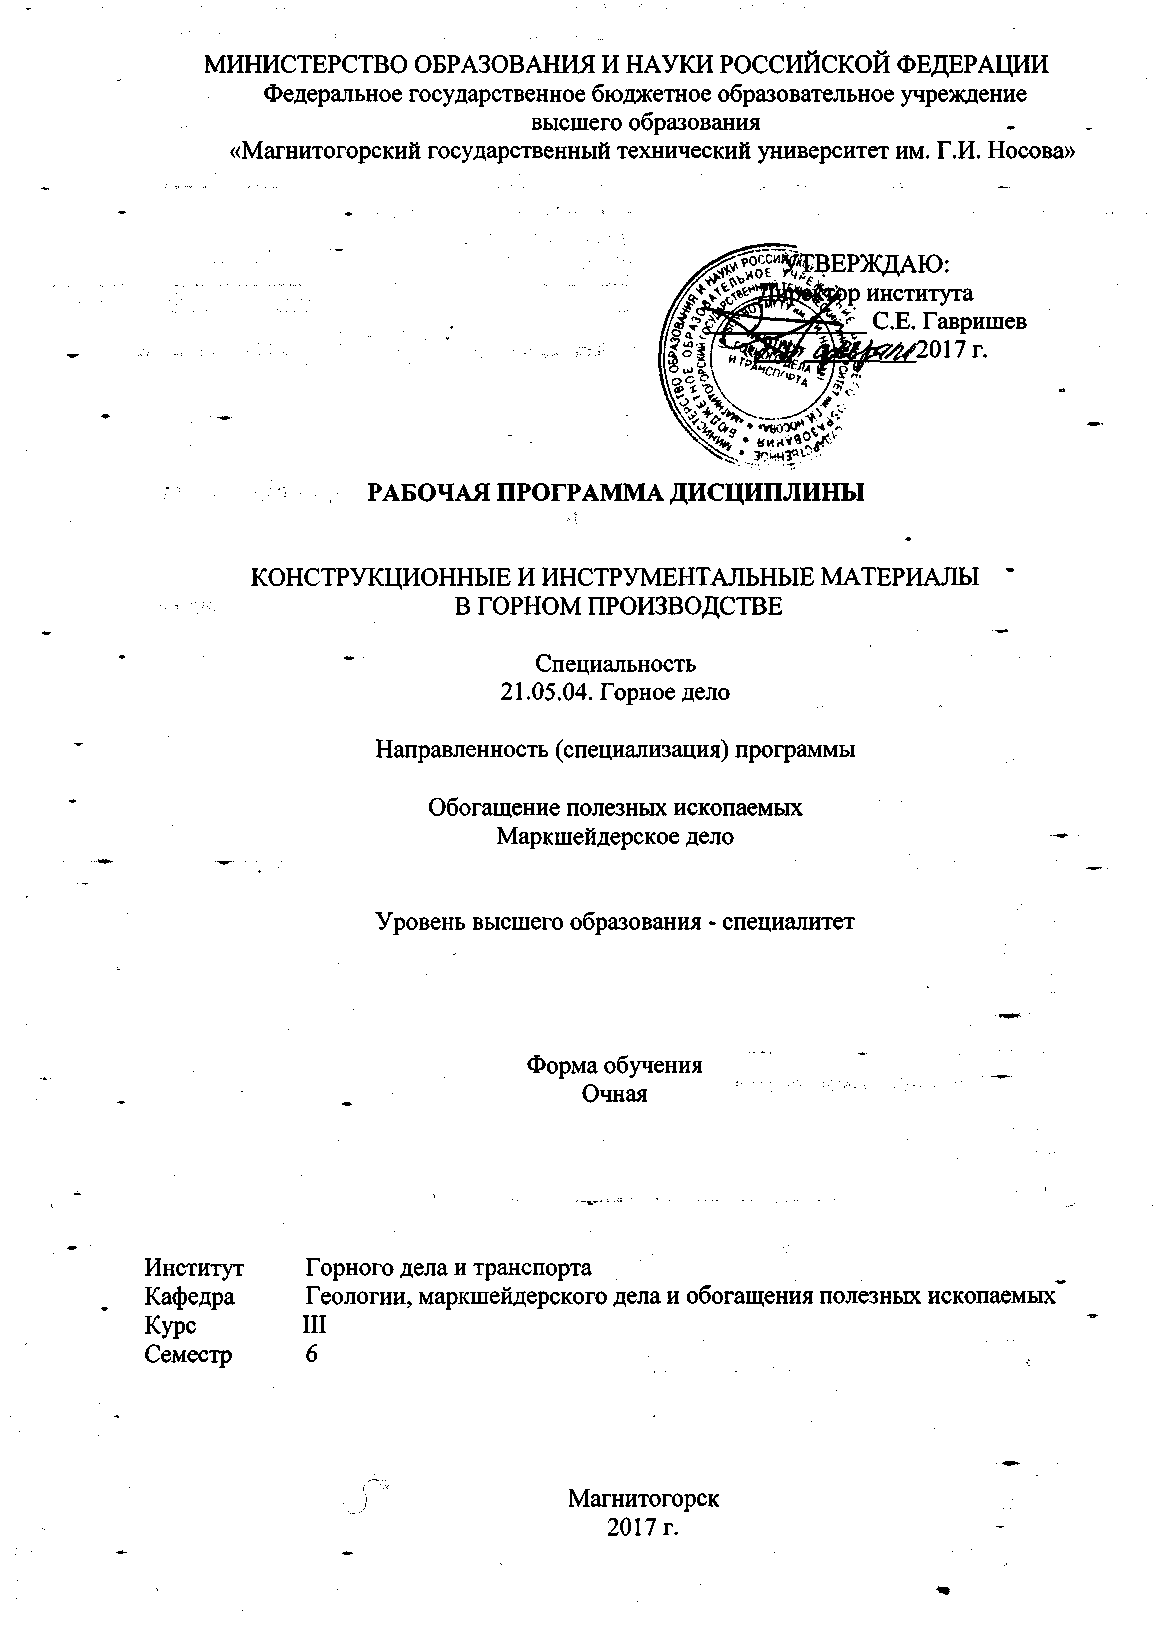 МИНИСТЕРСТВО ОБРАЗОВАНИЯ И НАУКИ РОССИЙСКОЙ ФЕДЕРАЦИИ
Федеральное государственное бюджетное образовательное учреждение
высшего образования
«Магнитогорский государственный технический университет им. Г.И. Носова»
УТВЕРЖДАЮ:
Директор института
С.Е. Гавришев
2017 г.
РАБОЧАЯ ПРОГРАММА ДИСЦИПЛИНЫ
КОНСТРУКЦИОННЫЕ И ИНСТРУМЕНТАЛЬНЫЕ МАТЕРИАЛЫ
В ГОРНОМ ПРОИЗВОДСТВЕ
Специальность
21.05.04. Горное дело
Направленность (специализация) программы
Обогащение полезных ископаемых
Маркшейдерское дело
Уровень высшего образования - специалитет
Форма обучения
Очная
Институт Горного дела и транспорта
Кафедра Геологии, маркшейдерского дела и обогащения полезных ископаемых
Курс III
Семестр 6
Магнитогорск
2017 г.